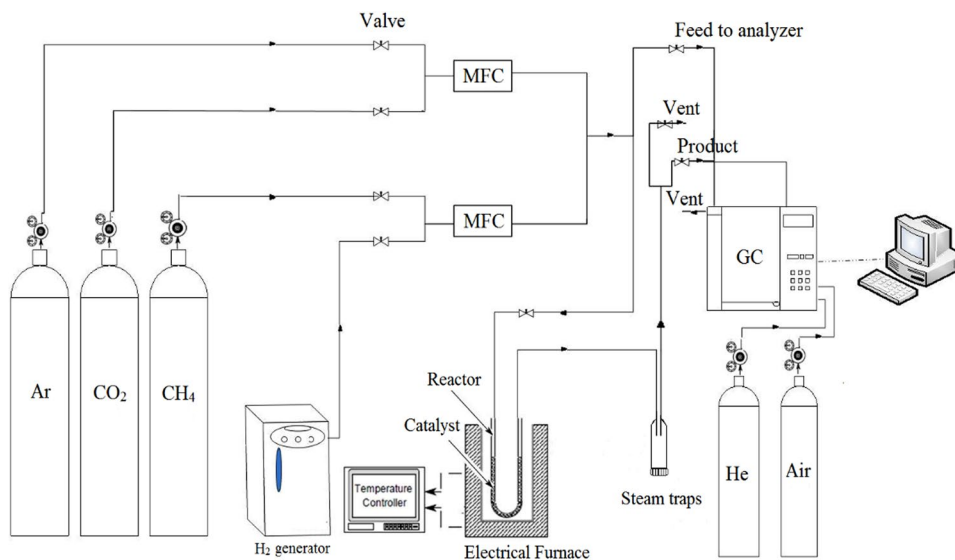 Valve
Feed to analyzer
MFC
Vent
Product
Vent
MFC
GC
Ar
CO₂
CH₄
Reactor
Catalyst
He
Air
Temperature
Controller
Steam traps
H₂ generator
Electrical Furnace